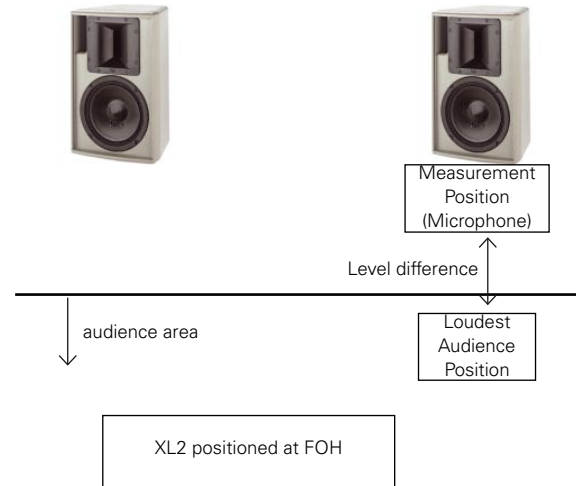 Measurement
Position
(Microphone)
Level difference
audience area
Loudest
Audience
Position
XL2 positioned at FOH